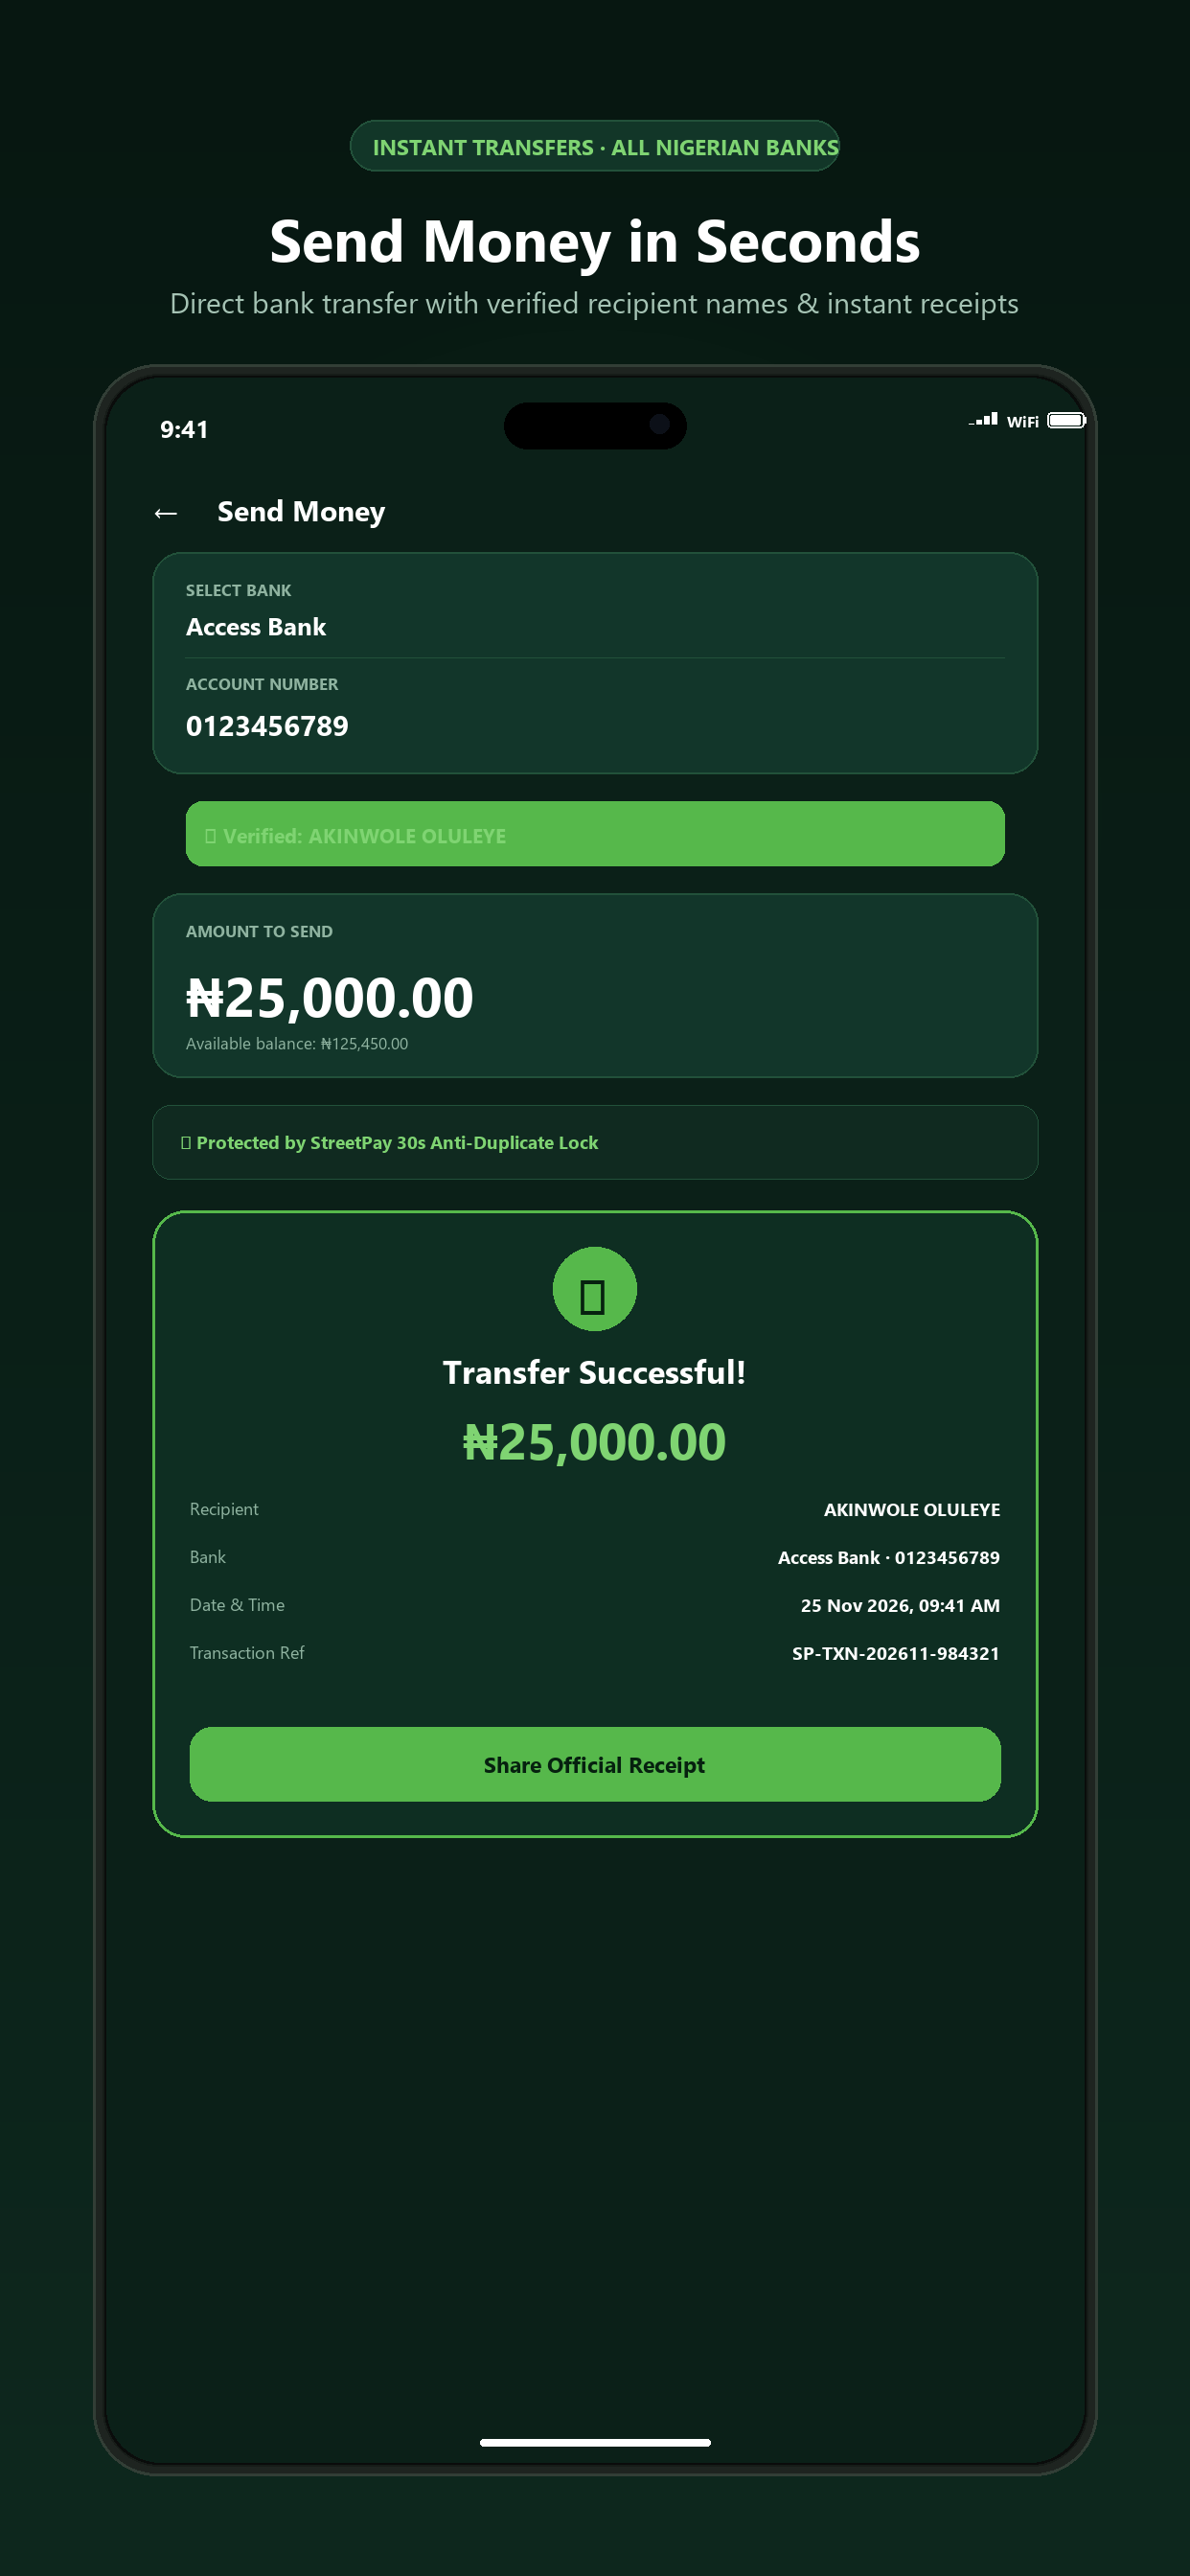 INSTANT TRANSFERS · ALL NIGERIAN BANKS
Send Money in Seconds
Direct bank transfer with verified recipient names & instant receipts
9:41
WiFi
← Send Money
SELECT BANK
Access Bank
ACCOUNT NUMBER
0123456789
Verified: AKINWOLE OLULEYE
AMOUNT TO SEND
₦25,000.00
Available balance: ₦125,450.00
Protected by StreetPay 30s Anti-Duplicate Lock
Transfer Successful!
₦25,000.00
Recipient AKINWOLE OLULEYE
Bank Access Bank · 0123456789
Date & Time 25 Nov 2026, 09:41 AM
Transaction Ref SP-TXN-202611-984321
Share Official Receipt